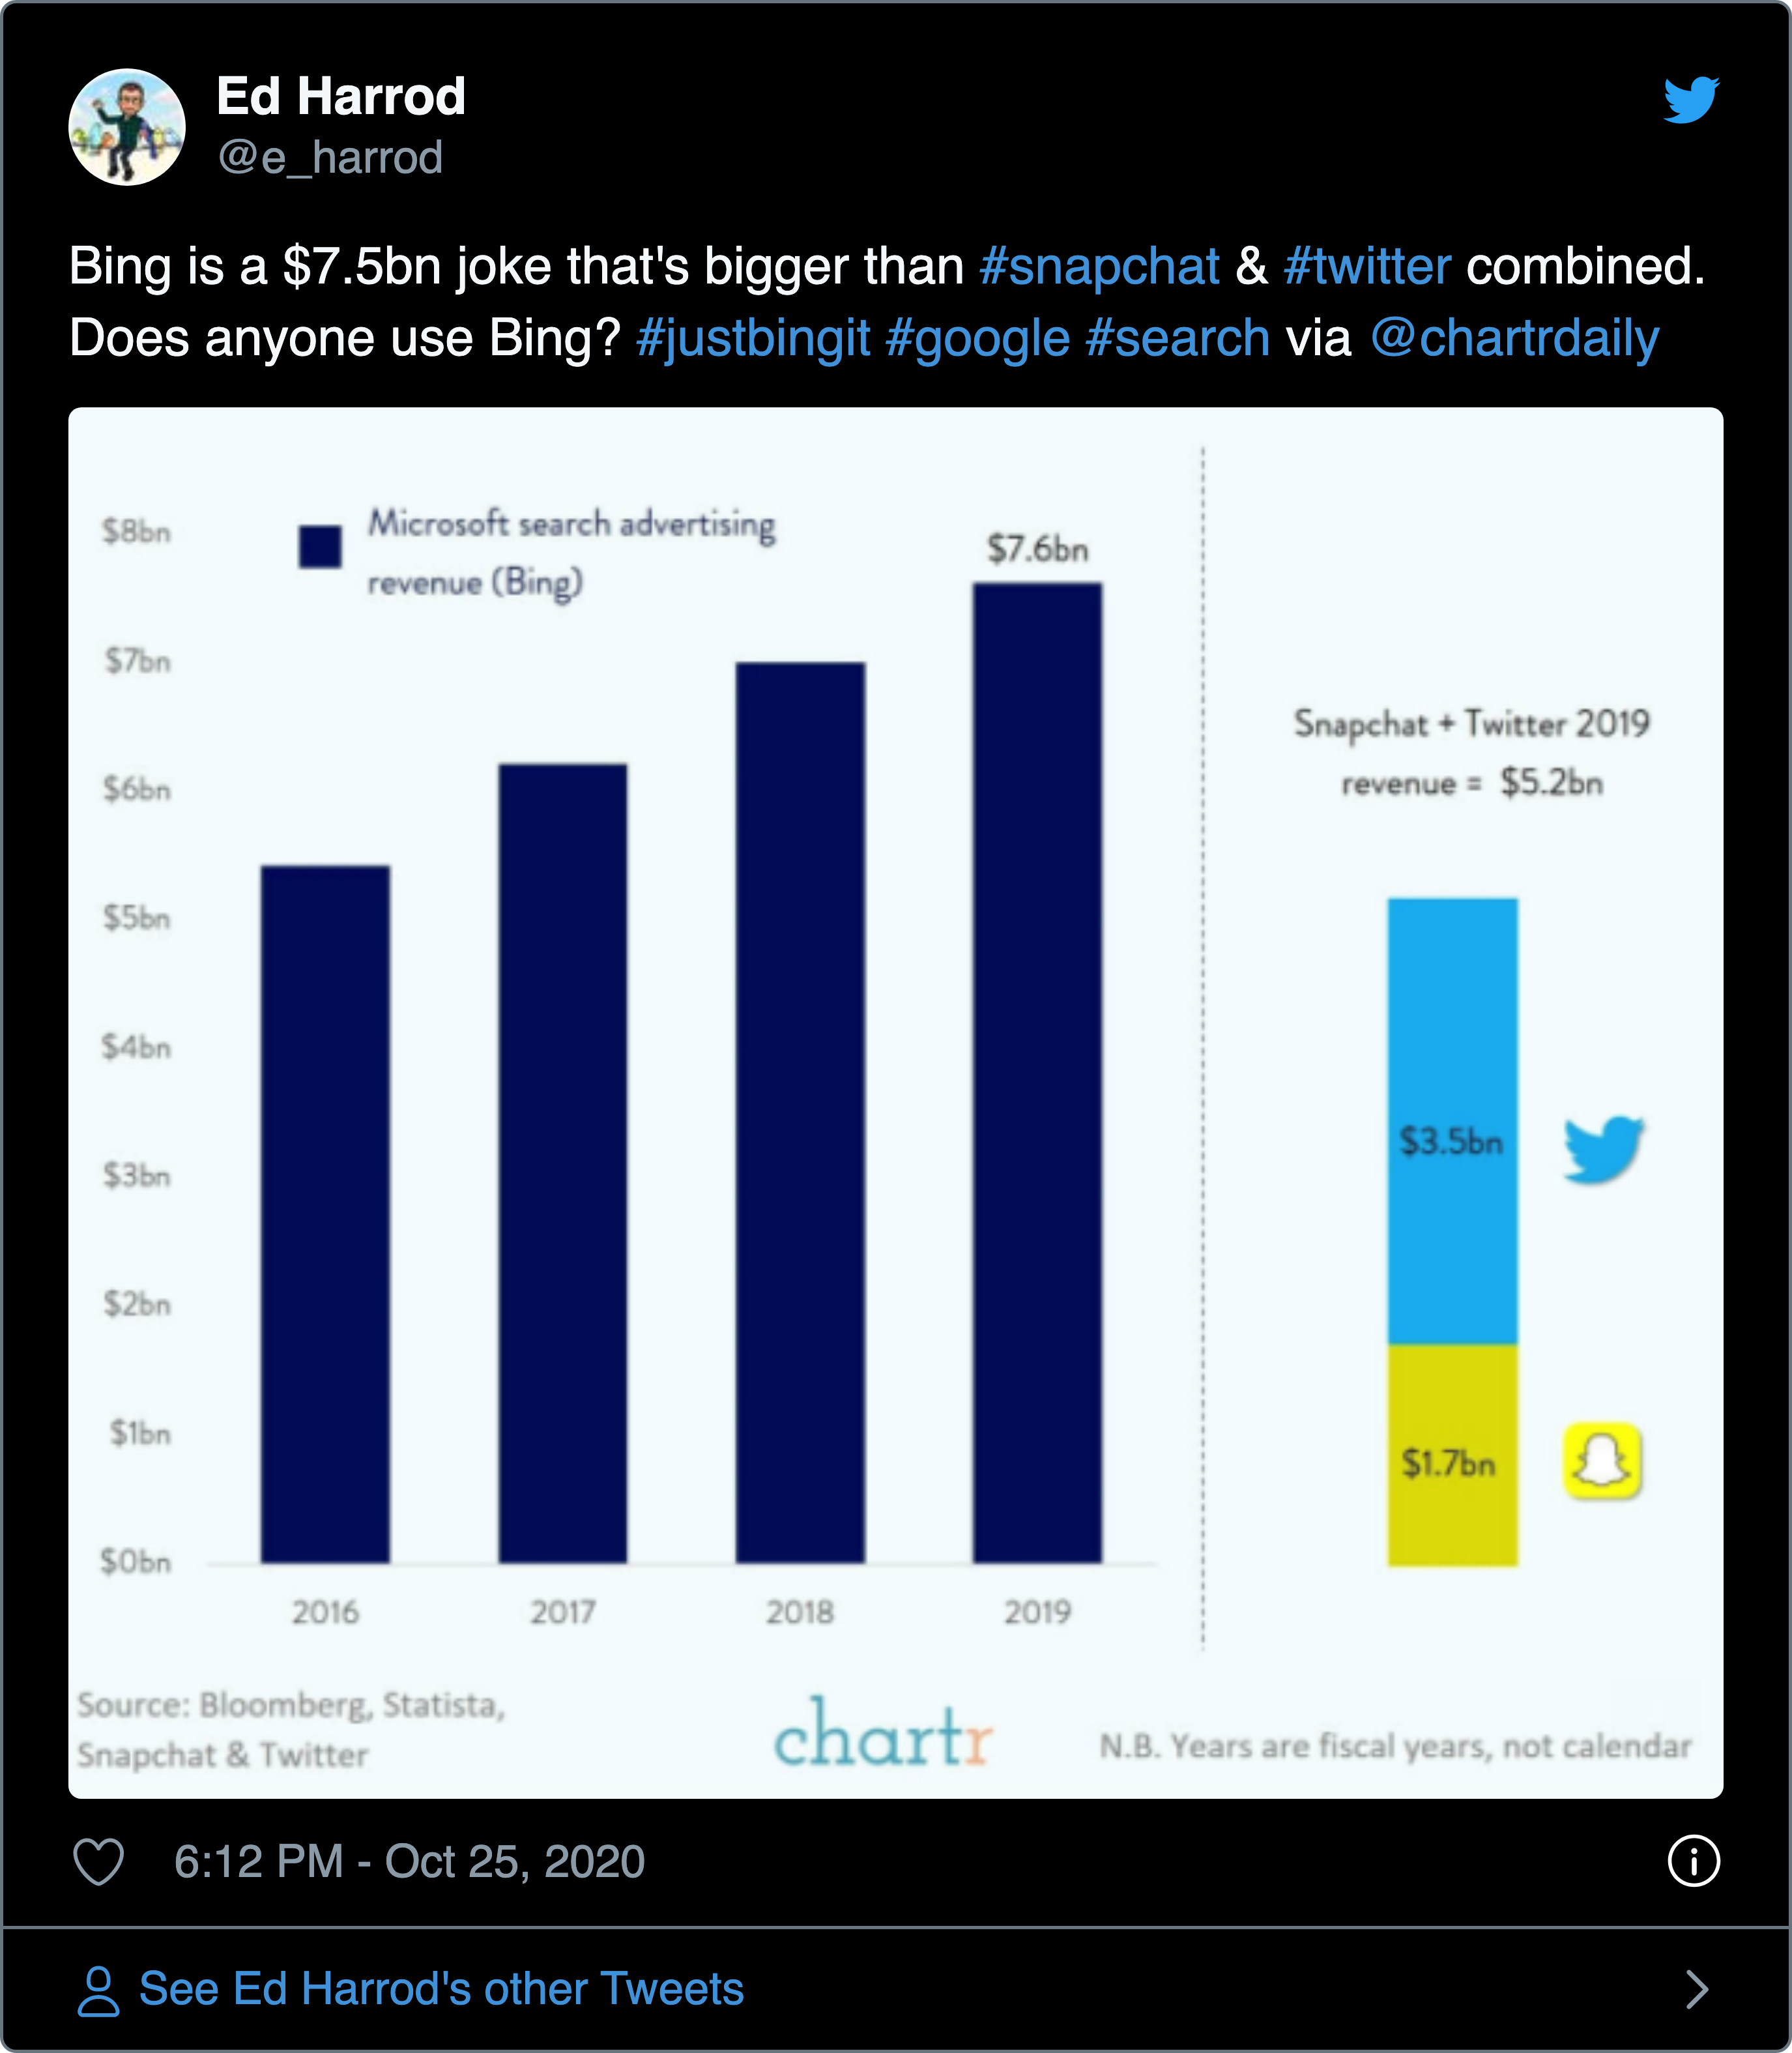 Ed Harrod
@e_harrod
Bing is a $7.5bn joke that's bigger than #snapchat & #twitter combined.
Does anyone use Bing? #justbingit #google #search via @chartrdaily
$8bn
$7bn
$6bn
$5bn
$4bn
$3bn
$2bn
$1bn
$0bn
Microsoft search advertising
revenue (Bing)
$7.6bn
2016
2017
2018
2019
Snapchat + Twitter 2019
revenue = $5.2bn
$3.5bn
$1.7bn
Source: Bloomberg, Statista,
Snapchat & Twitter
chartr
N.B. Years are fiscal years, not calendar
6:12 PM - Oct 25, 2020
See Ed Harrod's other Tweets